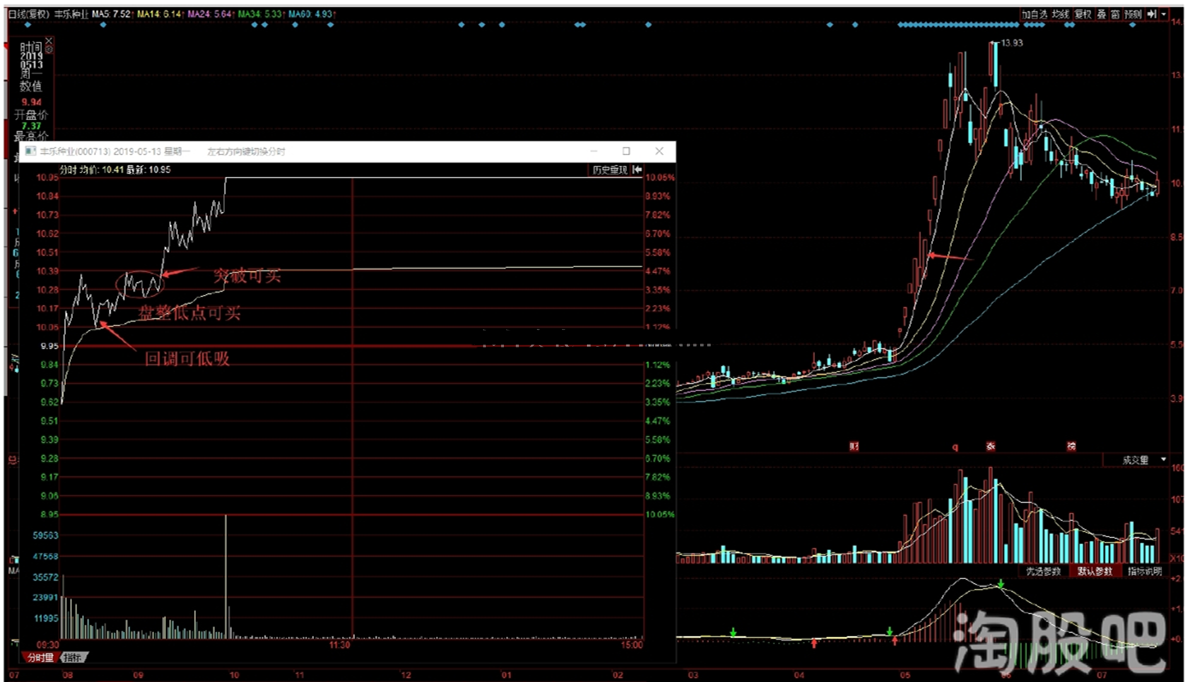 日线(复权) 丰乐种业 MA5: 7.52↑ MA14: 6.14↑ MA24: 5.64↑ MA34: 5.33↑ MA60: 4.93↑
加自选 均线 复权 叠 窗 预测
时间
2019
0513
周一
数值
9.94
开盘价
7.37
最高价
13.93
丰乐种业(000713) 2019-05-13 星期一 左右方向键切换分时
分时 均价: 10.41 最新: 10.95
历史重现
10.95 10.05%
10.84 8.93%
10.73 7.82%
10.62 6.70%
10.51 5.58%
10.39 4.47%
10.28 3.35%
10.17 2.23%
10.06 1.12%
9.95
9.84 1.12%
9.73 2.23%
9.62 3.35%
9.51 4.47%
9.39 5.58%
9.28 6.70%
9.17 7.82%
9.06 8.93%
8.95 10.05%
突破可买
盘整低点可买
回调可低吸
59563
47558
35572
23991
11995
09:30 11:30 15:00
分时量 指标
财
q
榜
成交量
优选参数 默认参数 指标说明
07 08 09 10 11 12 01 02 03 04 05 06 07
淘股吧